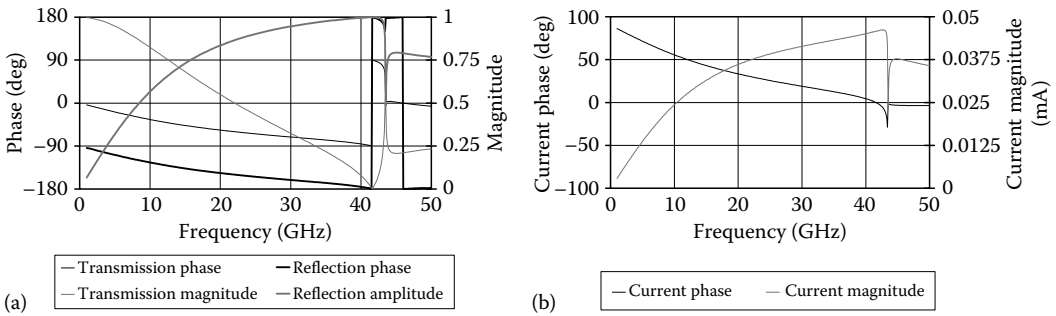 180
90
0
−90
−180
Phase (deg)
1
0.75
0.5
0.25
0
Magnitude
0 10 20 30 40 50
Frequency (GHz)
Transmission phase
Reflection phase
Transmission magnitude
Reflection amplitude
(a)
100
50
0
−50
−100
Current phase (deg)
0.05
0.0375
0.025
0.0125
0
Current magnitude
(mA)
0 10 20 30 40 50
Frequency (GHz)
Current phase
Current magnitude
(b)